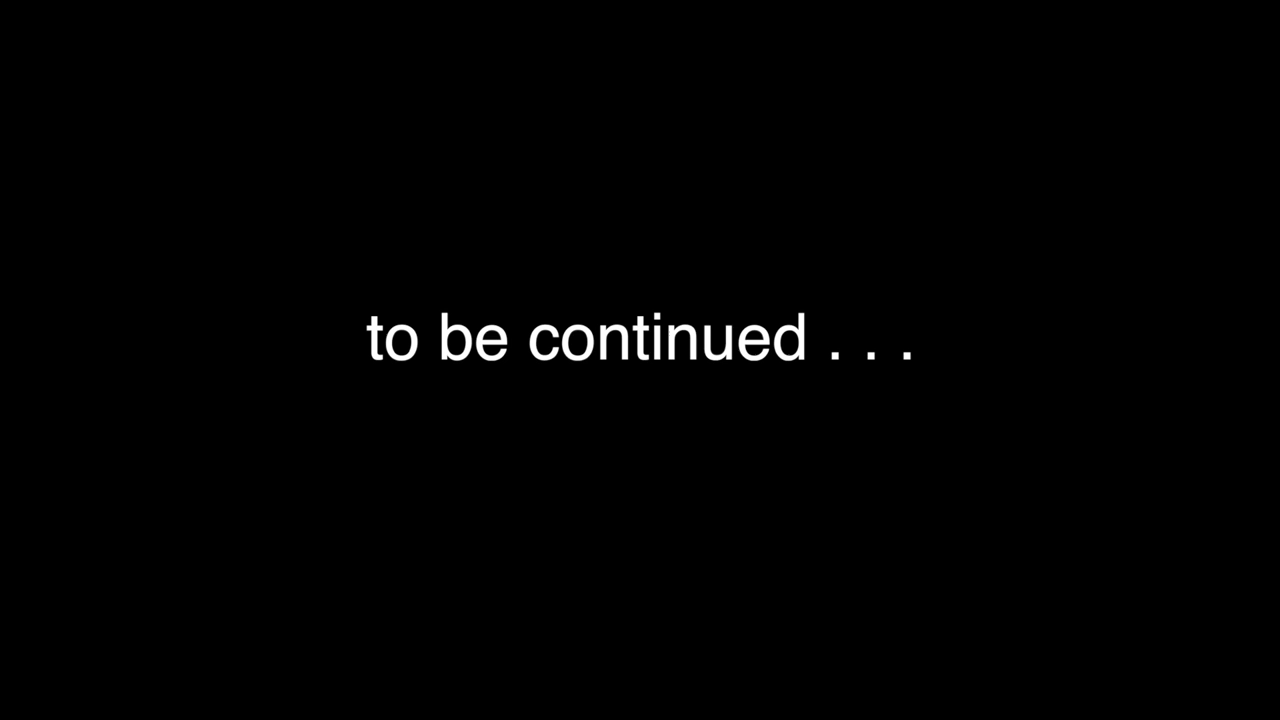 to be continued . . .